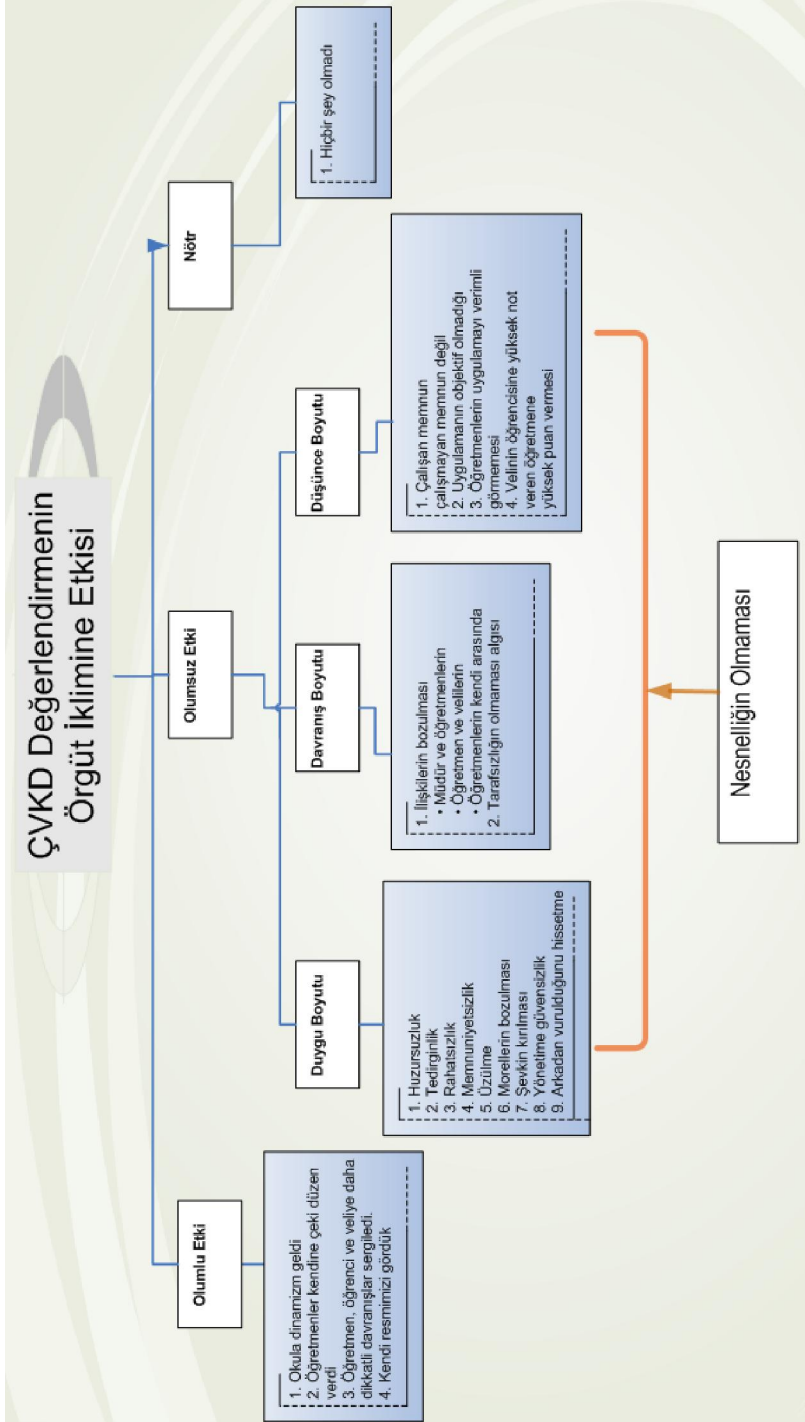 ÇVKD Değerlendirmenin
Örgüt İklimine Etkisi
Olumlu Etki
1. Okula dinamizm geldi
2. Öğretmenler kendine çeki düzen
verdi
3. Öğretmen, öğrenci ve veliye daha
dikkatli davranışlar sergiledi.
4. Kendi resmimizi gördük
Olumsuz Etki
Duygu Boyutu
1. Huzursuzluk
2. Tedirginlik
3. Rahatsızlık
4. Memnuniyetsizlik
5. Üzülme
6. Morellerin bozulması
7. Şevkin kırılması
8. Yönetime güvensizlik
9. Arkadan vurulduğunu hissetme
Davranış Boyutu
1. İlişkilerin bozulması
• Müdür ve öğretmenlerin
• Öğretmen ve velilerin
• Öğretmenlerin kendi arasında
2. Tarafsızlığın olmaması algısı
Düşünce Boyutu
1. Çalışan memnun
çalışmayan memnun değil
2. Uygulamanın objektif olmadığı
3. Öğretmenlerin uygulamayı verimli
görmemesi
4. Velinin öğrencisine yüksek not
veren öğretmene
yüksek puan vermesi
Nötr
1. Hiçbir şey olmadı
Nesnelliğin Olmaması